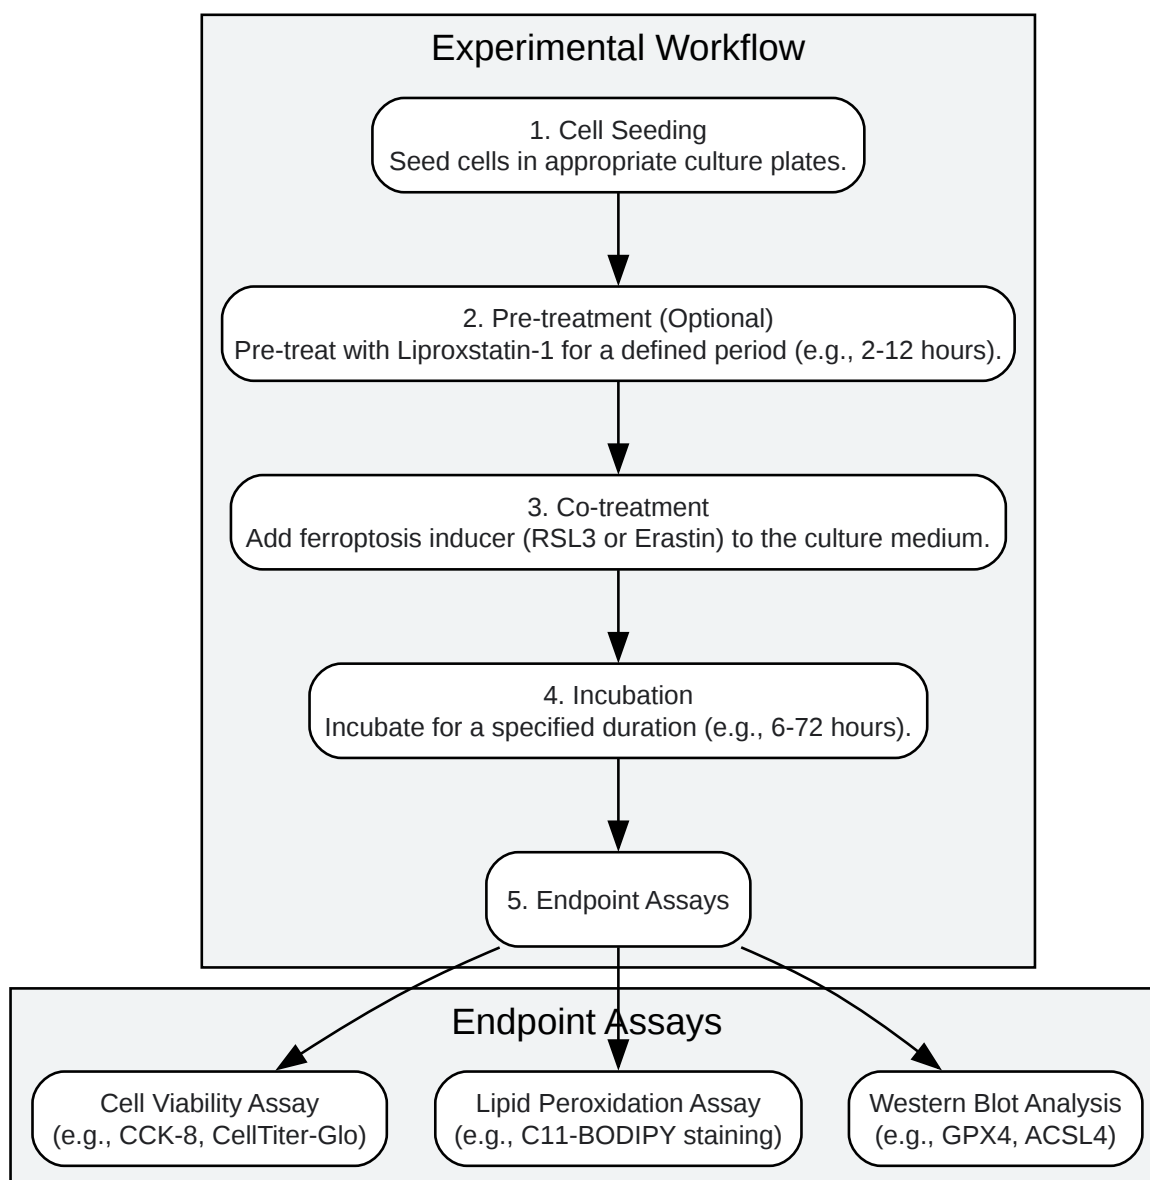 Experimental Workflow
1. Cell Seeding
Seed cells in appropriate culture plates.
2. Pre-treatment (Optional)
Pre-treat with Liproxstatin-1 for a defined period (e.g., 2-12 hours).
3. Co-treatment
Add ferroptosis inducer (RSL3 or Erastin) to the culture medium.
4. Incubation
Incubate for a specified duration (e.g., 6-72 hours).
5. Endpoint Assays
Endpoint Assays
Cell Viability Assay
(e.g., CCK-8, CellTiter-Glo)
Lipid Peroxidation Assay
(e.g., C11-BODIPY staining)
Western Blot Analysis
(e.g., GPX4, ACSL4)